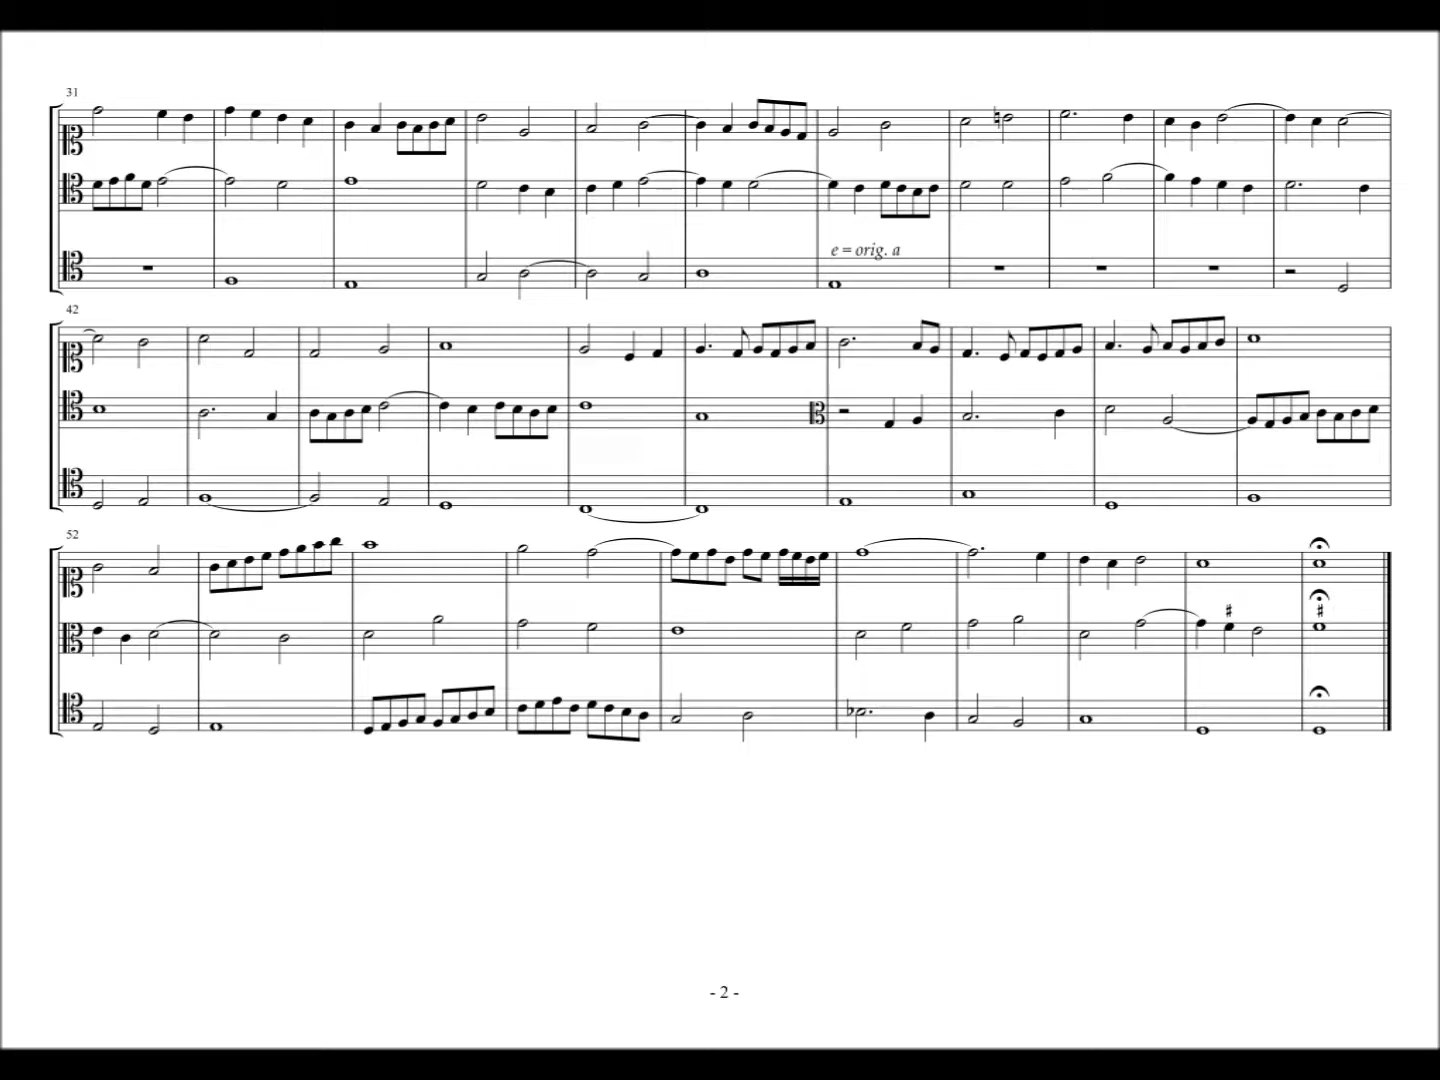 31
e = orig. a
42
52
- 2 -